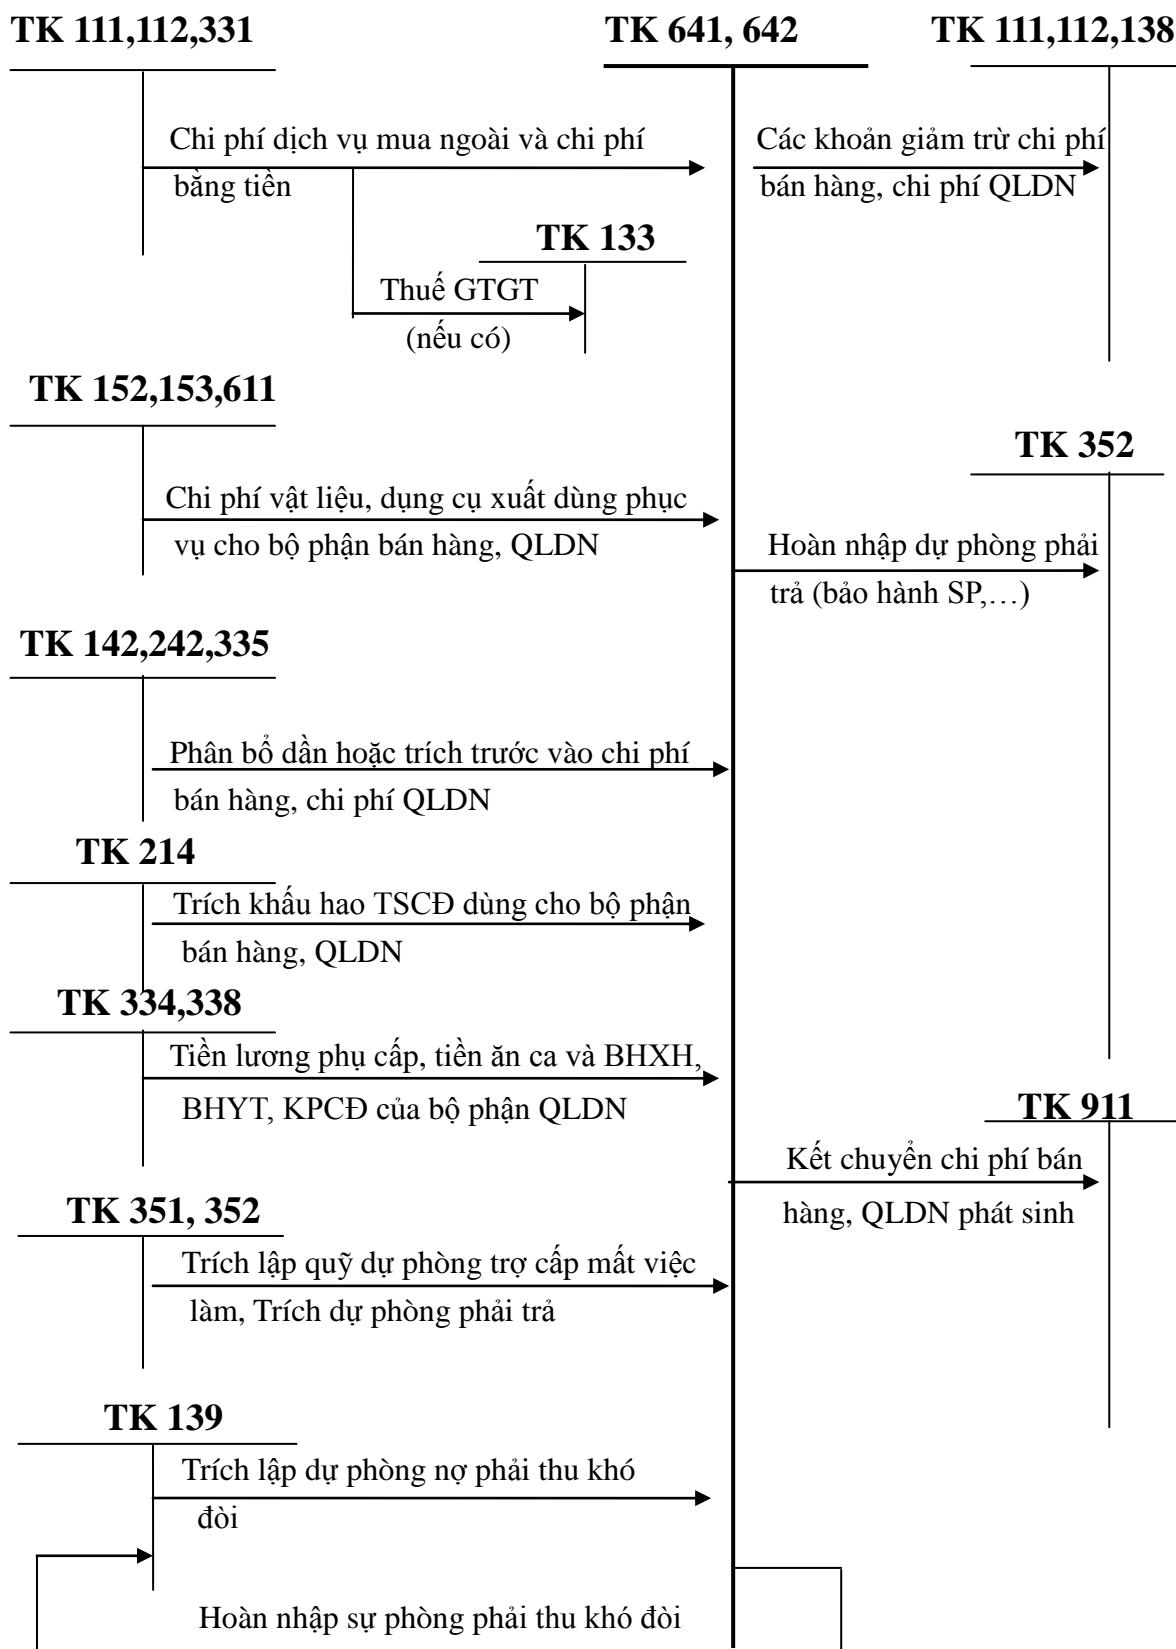 TK 111,112,331
TK 641, 642
TK 111,112,138
Chi phí dịch vụ mua ngoài và chi phí
bằng tiền
Các khoản giảm trừ chi phí
bán hàng, chi phí QLDN
TK 133
Thuế GTGT
(nếu có)
TK 152,153,611
TK 352
Chi phí vật liệu, dụng cụ xuất dùng phục
vụ cho bộ phận bán hàng, QLDN
Hoàn nhập dự phòng phải
trả (bảo hành SP,…)
TK 142,242,335
Phân bổ dần hoặc trích trước vào chi phí
bán hàng, chi phí QLDN
TK 214
Trích khấu hao TSCĐ dùng cho bộ phận
bán hàng, QLDN
TK 334,338
Tiền lương phụ cấp, tiền ăn ca và BHXH,
BHYT, KPCĐ của bộ phận QLDN
TK 911
Kết chuyển chi phí bán
hàng, QLDN phát sinh
TK 351, 352
Trích lập quỹ dự phòng trợ cấp mất việc
làm, Trích dự phòng phải trả
TK 139
Trích lập dự phòng nợ phải thu khó
đòi
Hoàn nhập sự phòng phải thu khó đòi